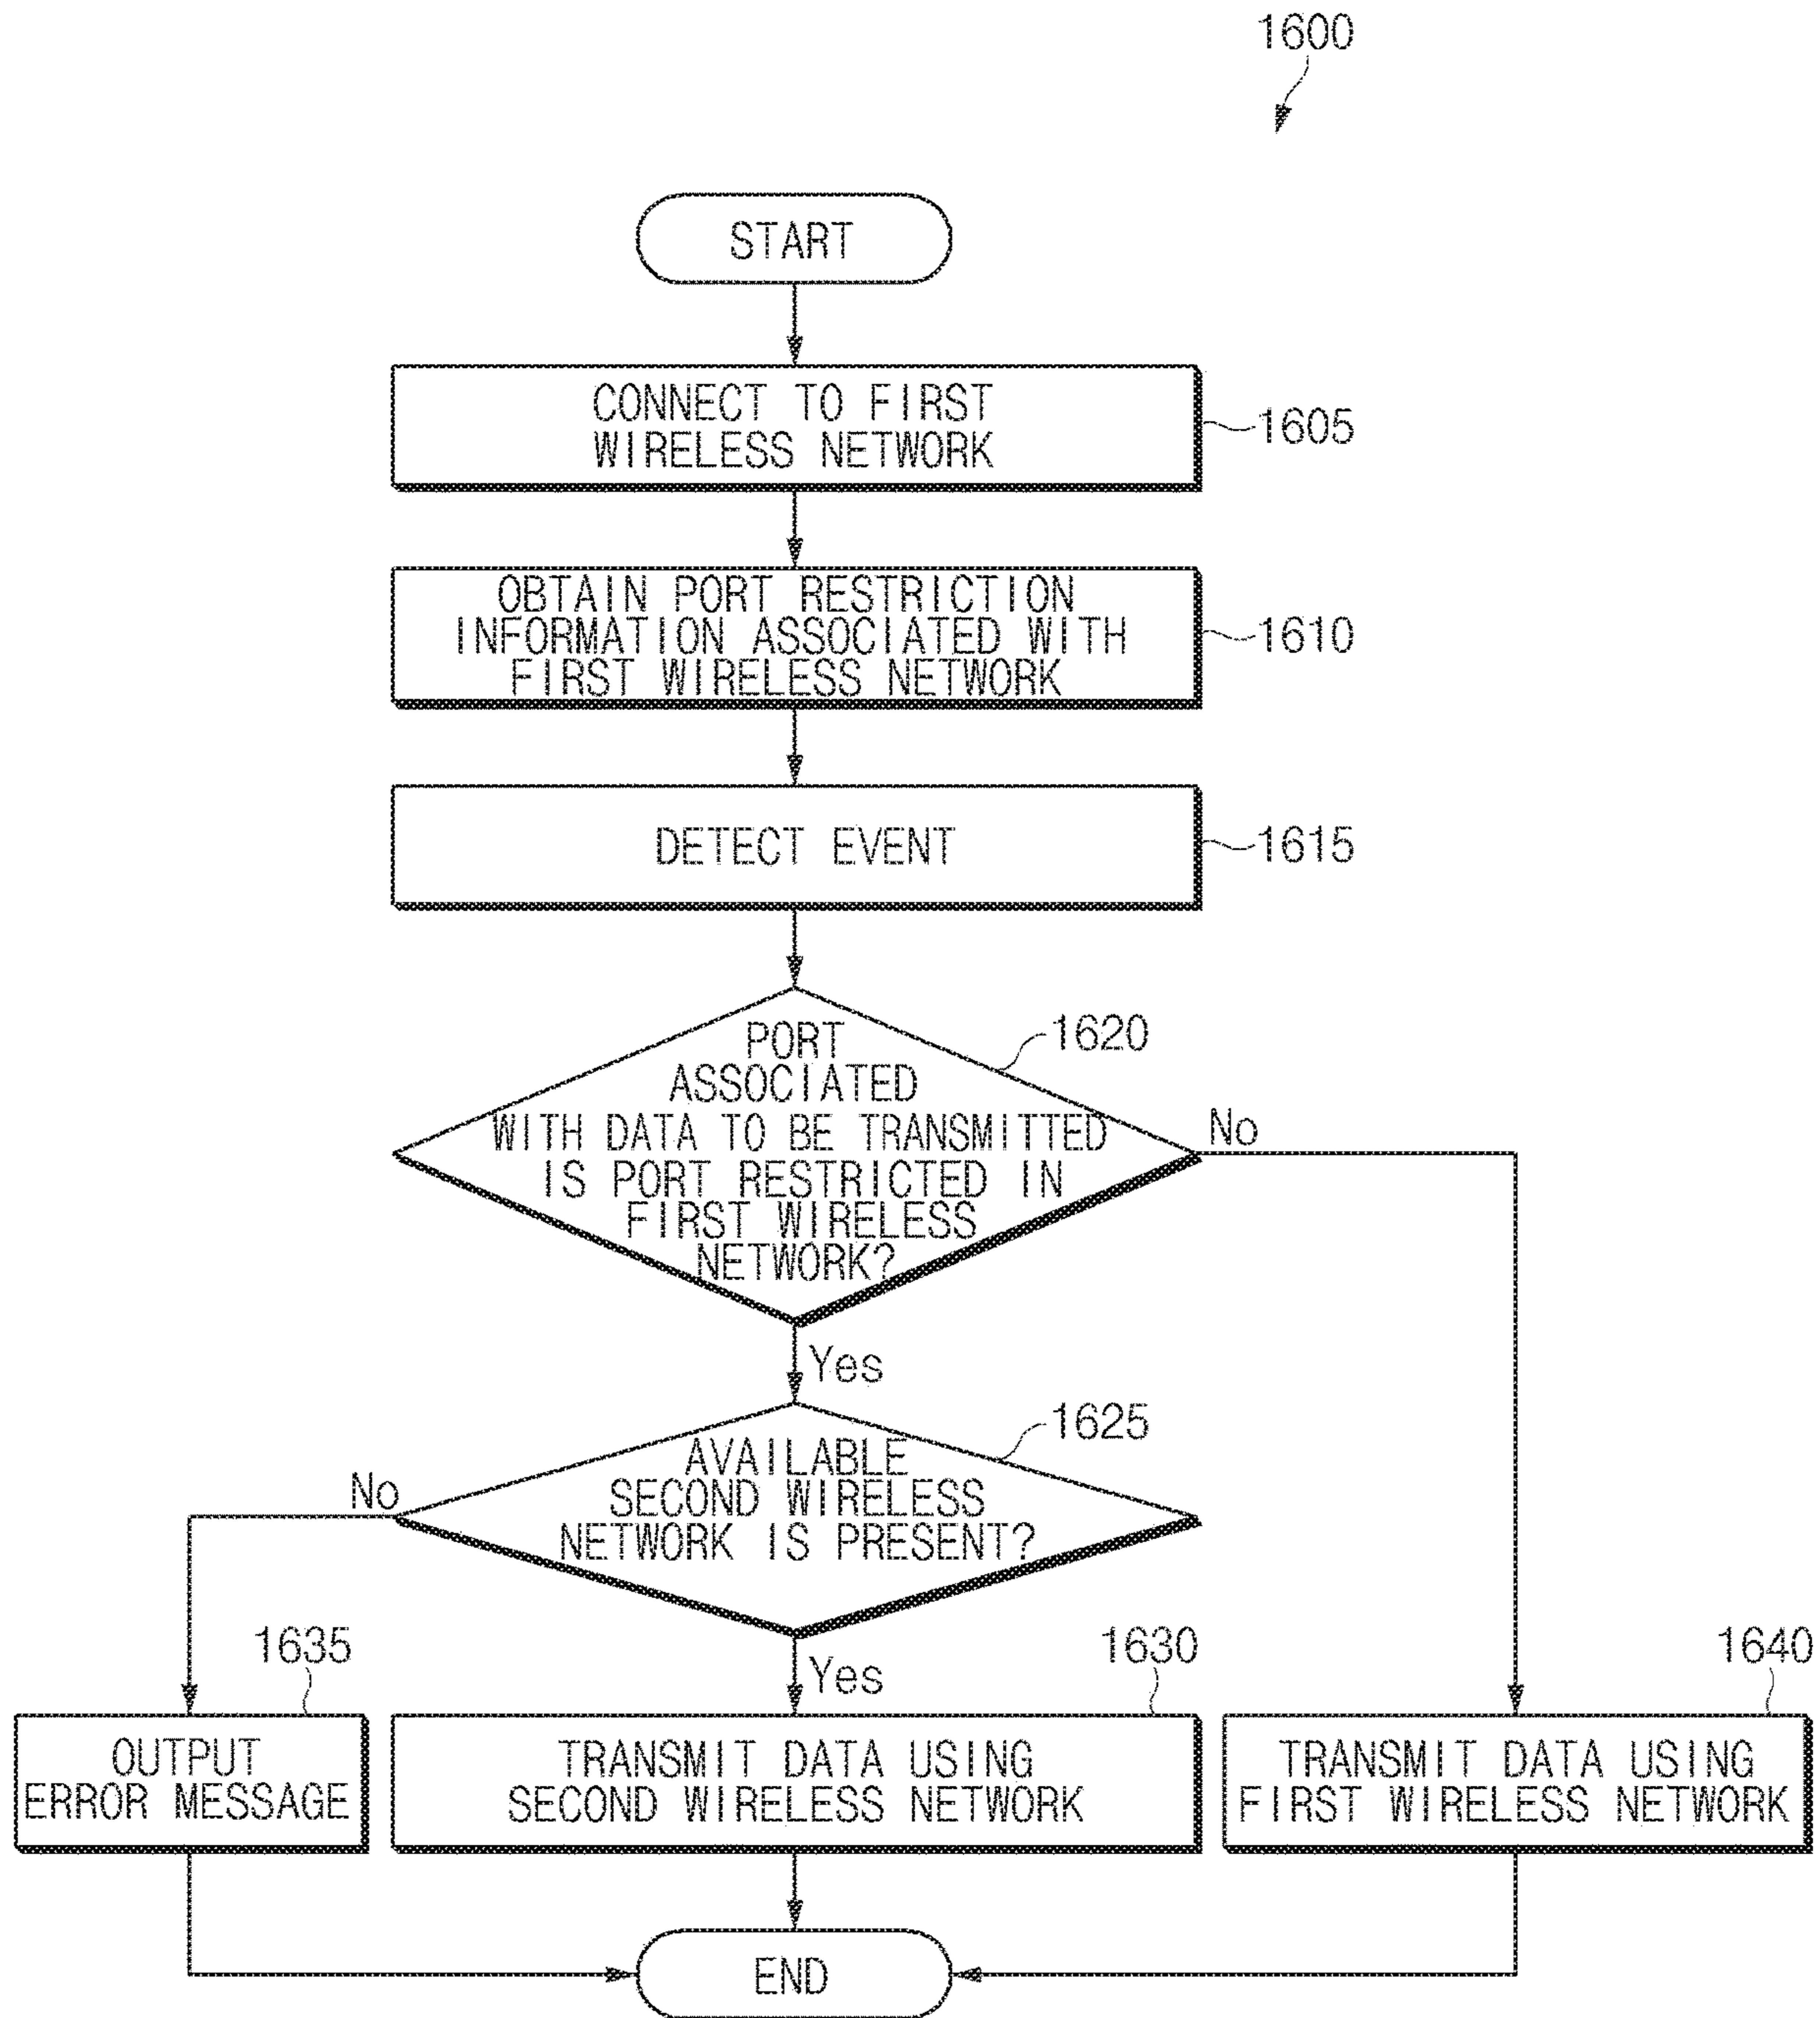 1600
START
CONNECT TO FIRST
WIRELESS NETWORK
1605
OBTAIN PORT RESTRICTION
INFORMATION ASSOCIATED WITH
FIRST WIRELESS NETWORK
1610
DETECT EVENT
1615
PORT
ASSOCIATED
WITH DATA TO BE TRANSMITTED
IS PORT RESTRICTED IN
FIRST WIRELESS
NETWORK?
1620
No
Yes
AVAILABLE
SECOND WIRELESS
NETWORK IS PRESENT?
1625
No
Yes
1635
OUTPUT
ERROR MESSAGE
1630
TRANSMIT DATA USING
SECOND WIRELESS NETWORK
1640
TRANSMIT DATA USING
FIRST WIRELESS NETWORK
END